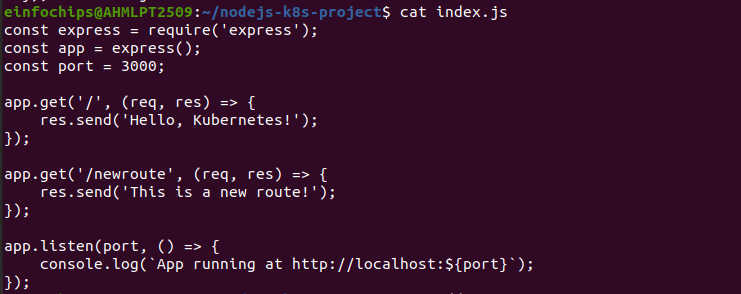 einfochips@AHMLPT2509:~/nodejs-k8s-project$ cat index.js
const express = require('express');
const app = express();
const port = 3000;

app.get('/', (req, res) => {
    res.send('Hello, Kubernetes!');
});

app.get('/newroute', (req, res) => {
    res.send('This is a new route!');
});

app.listen(port, () => {
    console.log(`App running at http://localhost:${port}`);
});